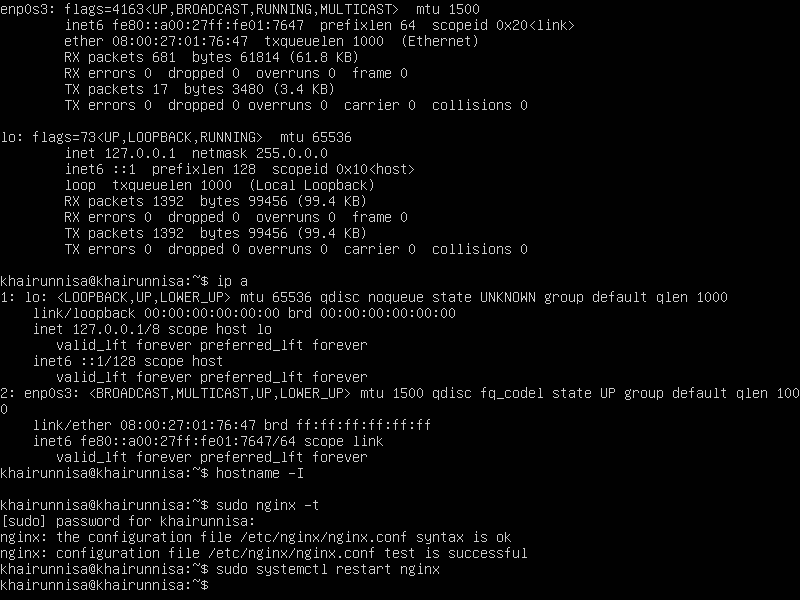 enp0s3: flags=4163<UP,BROADCAST,RUNNING,MULTICAST>  mtu 1500
        inet6 fe80::a00:27ff:fe01:7647  prefixlen 64  scopeid 0x20<link>
        ether 08:00:27:01:76:47  txqueuelen 1000  (Ethernet)
        RX packets 681  bytes 61814 (61.8 KB)
        RX errors 0  dropped 0  overruns 0  frame 0
        TX packets 17  bytes 3480 (3.4 KB)
        TX errors 0  dropped 0 overruns 0  carrier 0  collisions 0

lo: flags=73<UP,LOOPBACK,RUNNING>  mtu 65536
        inet 127.0.0.1  netmask 255.0.0.0
        inet6 ::1  prefixlen 128  scopeid 0x10<host>
        loop  txqueuelen 1000  (Local Loopback)
        RX packets 1392  bytes 99456 (99.4 KB)
        RX errors 0  dropped 0  overruns 0  frame 0
        TX packets 1392  bytes 99456 (99.4 KB)
        TX errors 0  dropped 0 overruns 0  carrier 0  collisions 0

khairunnisa@khairunnisa:~$ ip a
1: lo: <LOOPBACK,UP,LOWER_UP> mtu 65536 qdisc noqueue state UNKNOWN group default qlen 1000
    link/loopback 00:00:00:00:00:00 brd 00:00:00:00:00:00
    inet 127.0.0.1/8 scope host lo
       valid_lft forever preferred_lft forever
    inet6 ::1/128 scope host
       valid_lft forever preferred_lft forever
2: enp0s3: <BROADCAST,MULTICAST,UP,LOWER_UP> mtu 1500 qdisc fq_codel state UP group default qlen 100
0
    link/ether 08:00:27:01:76:47 brd ff:ff:ff:ff:ff:ff
    inet6 fe80::a00:27ff:fe01:7647/64 scope link
       valid_lft forever preferred_lft forever
khairunnisa@khairunnisa:~$ hostname -I

khairunnisa@khairunnisa:~$ sudo nginx -t
[sudo] password for khairunnisa:
nginx: the configuration file /etc/nginx/nginx.conf syntax is ok
nginx: configuration file /etc/nginx/nginx.conf test is successful
khairunnisa@khairunnisa:~$ sudo systemctl restart nginx
khairunnisa@khairunnisa:~$